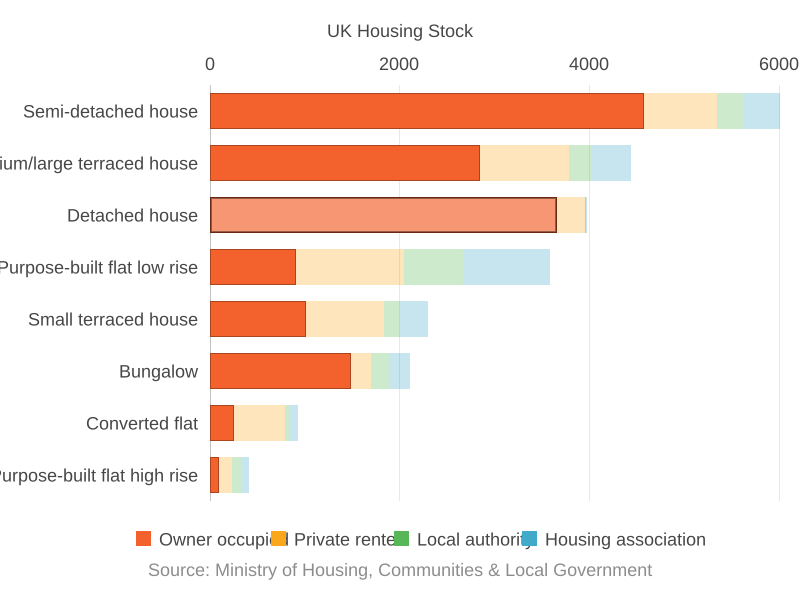 UK Housing Stock
0 2000 4000 6000
Semi-detached house
ium/large terraced house
Detached house
Purpose-built flat low rise
Small terraced house
Bungalow
Converted flat
Purpose-built flat high rise
Owner occupied Private rente Local authority Housing association
Source: Ministry of Housing, Communities & Local Government